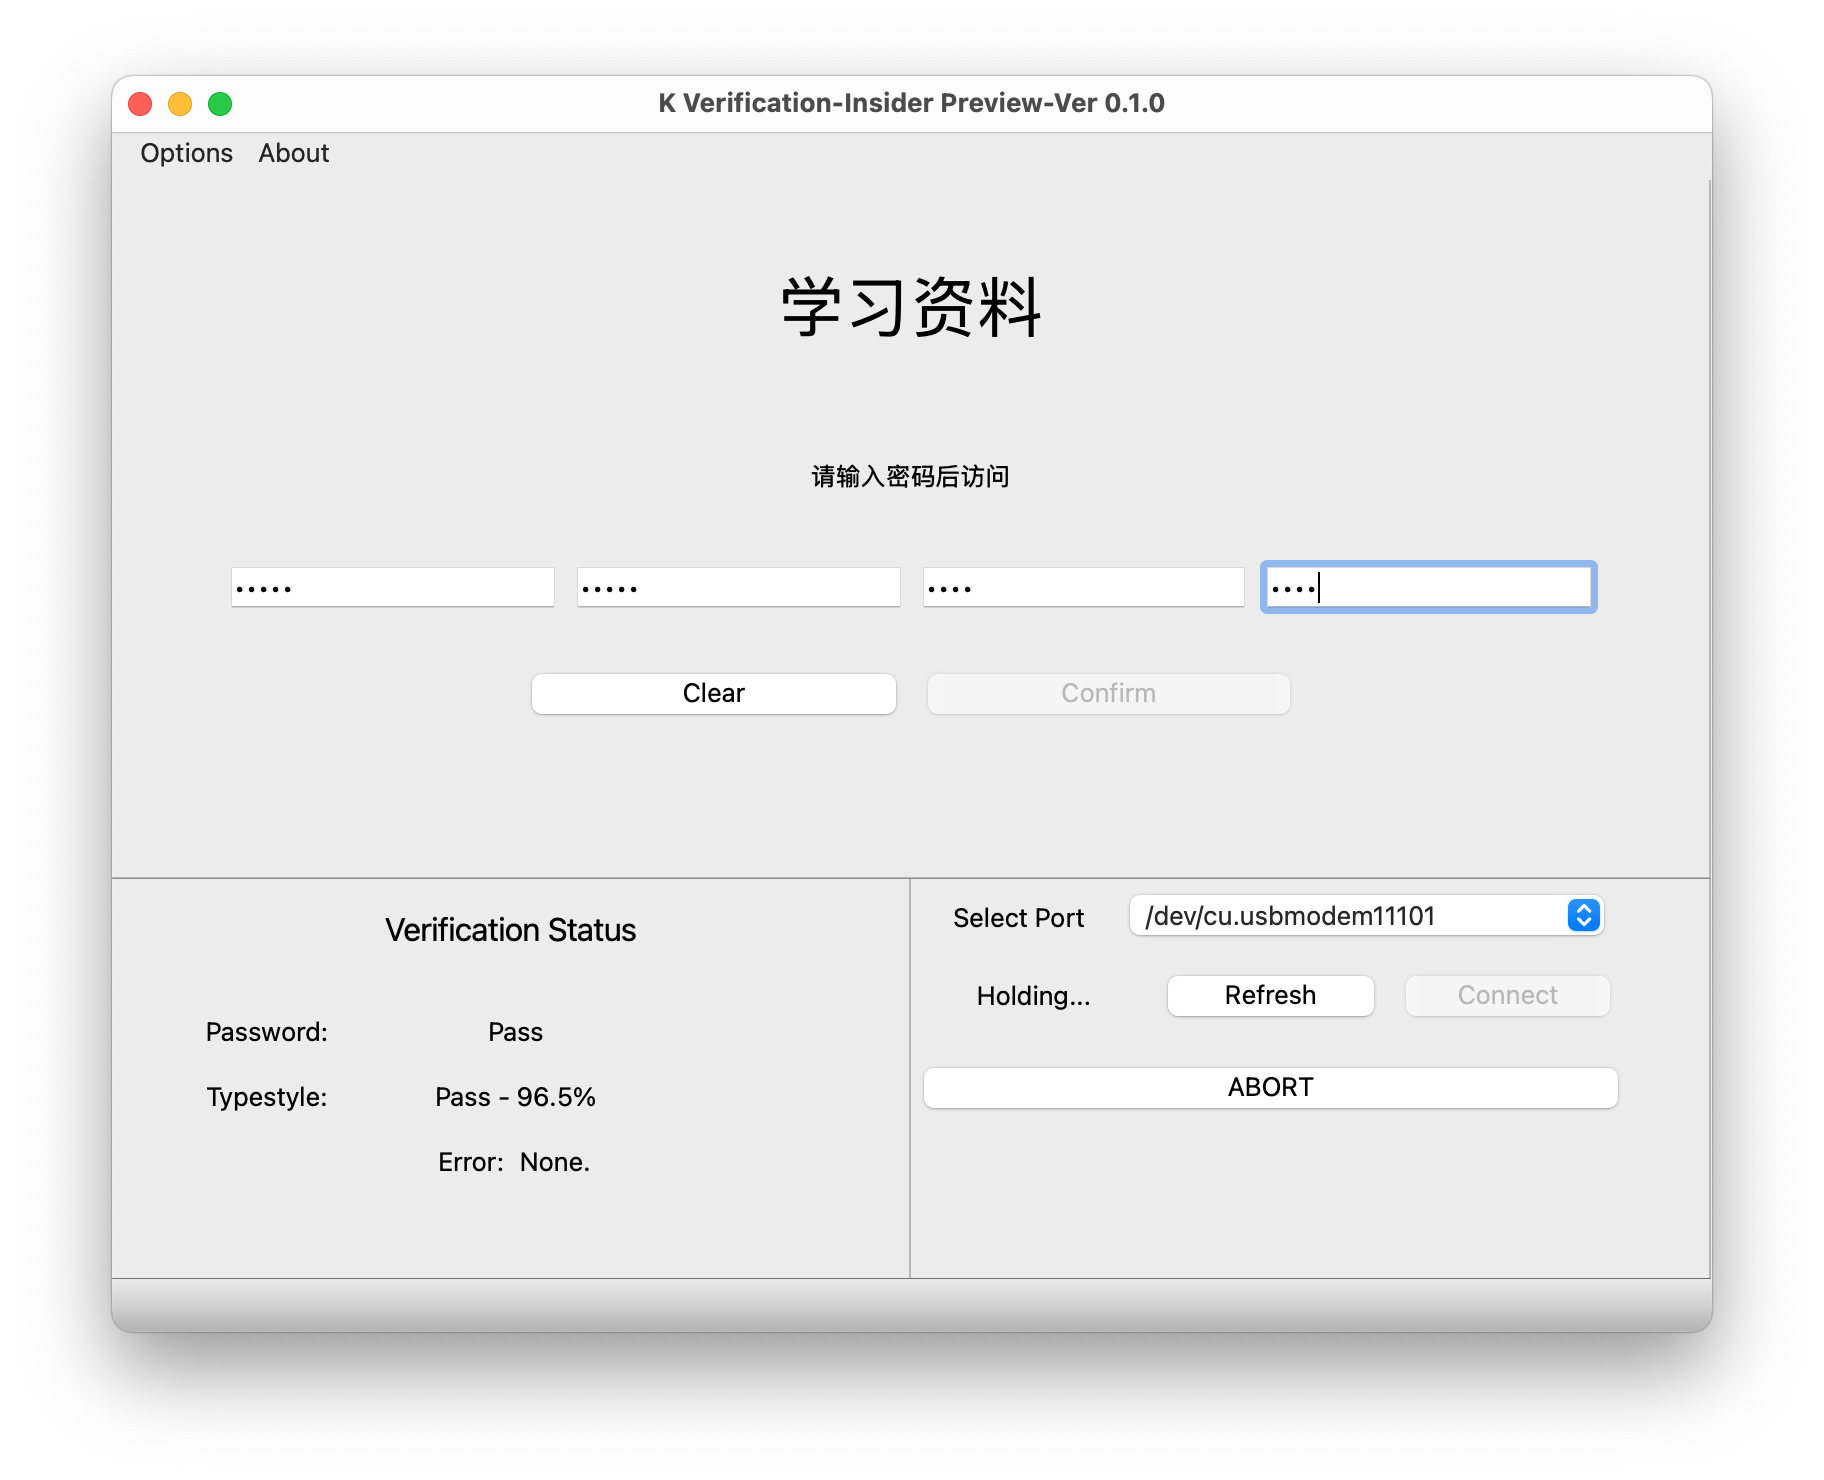 K Verification-Insider Preview-Ver 0.1.0
Options About
学习资料
请输入密码后访问
••••• ••••• •••• ••••
Clear Confirm
Verification Status
Password: Pass
Typestyle: Pass - 96.5%
Error: None.
Select Port /dev/cu.usbmodem11101
Holding... Refresh Connect
ABORT